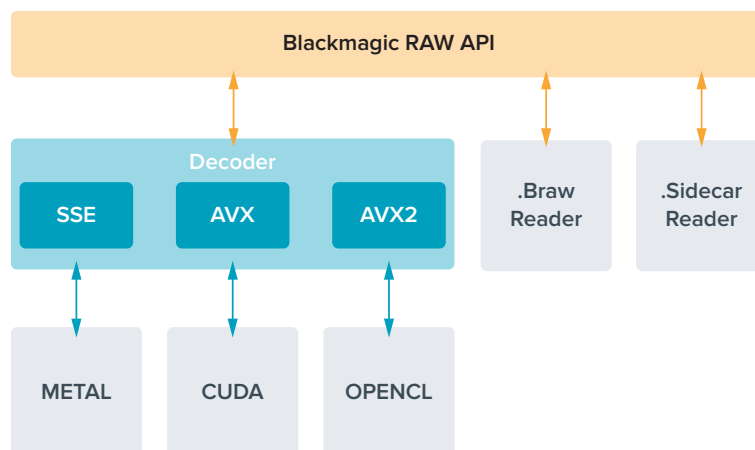 Blackmagic RAW API
Decoder
SSE
AVX
AVX2
.Braw
Reader
.Sidecar
Reader
METAL
CUDA
OPENCL